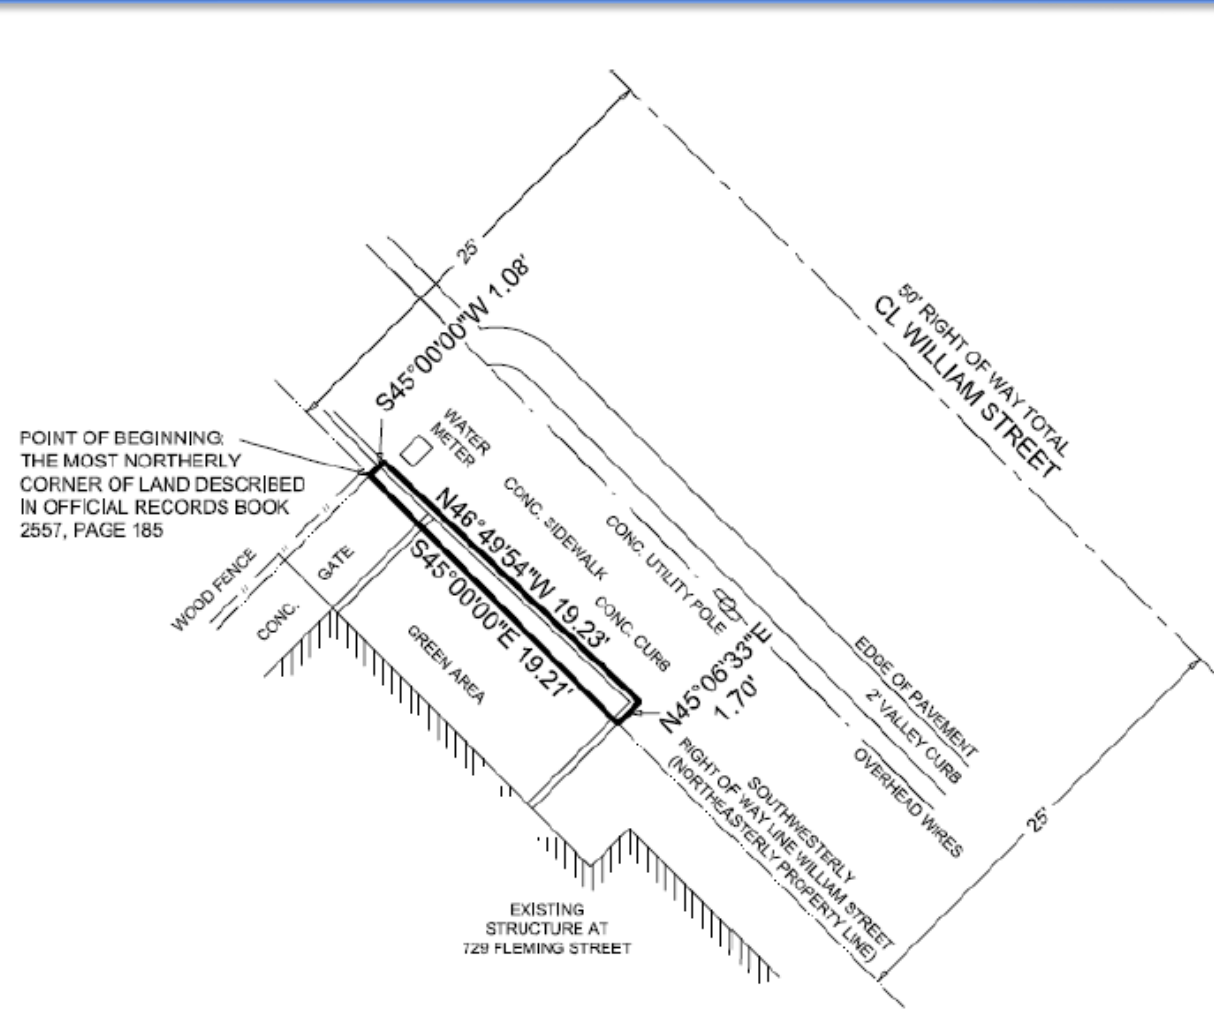 25'
S45°00'00"W 1.08'
50' RIGHT OF WAY TOTAL
CL WILLIAM STREET
POINT OF BEGINNING:
THE MOST NORTHERLY
CORNER OF LAND DESCRIBED
IN OFFICIAL RECORDS BOOK
2557, PAGE 185
WATER
METER
N46°49'54"W 19.23'
S45°00'00"E 19.21'
CONC. SIDEWALK
CONC. UTILITY POLE
CONC. CURB
WOOD FENCE
CONC.
GATE
GREEN AREA
N45°06'33"E
1.70'
EDGE OF PAVEMENT
2' VALLEY CURB
OVERHEAD WIRES
SOUTHWESTERLY
RIGHT OF WAY LINE WILLIAM STREET
(NORTHEASTERLY PROPERTY LINE)
25'
EXISTING
STRUCTURE AT
729 FLEMING STREET